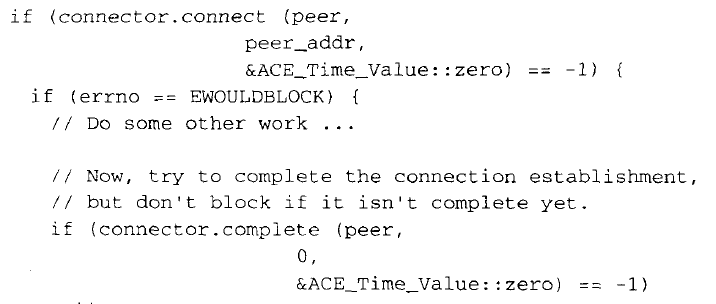 if (connector.connect (peer,
peer_addr,
&ACE_Time_Value::zero) == -1) {
if (errno == EWOULDBLOCK) {
// Do some other work ...
// Now, try to complete the connection establishment,
// but don't block if it isn't complete yet.
if (connector.complete (peer,
0,
&ACE_Time_Value::zero) == -1)